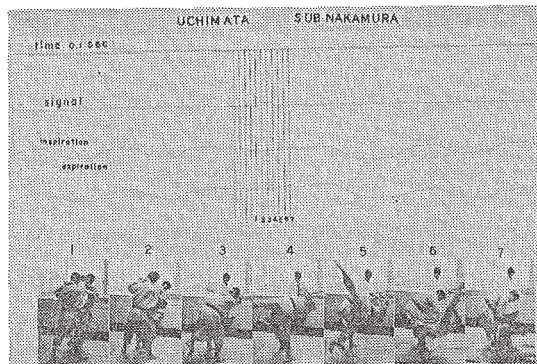 UCHIMATA SUB NAKAMURA
time 0.1 sec
signal
inspiration
expiration
1 2 3 4 5 6 7
1 2 3 4 5 6 7